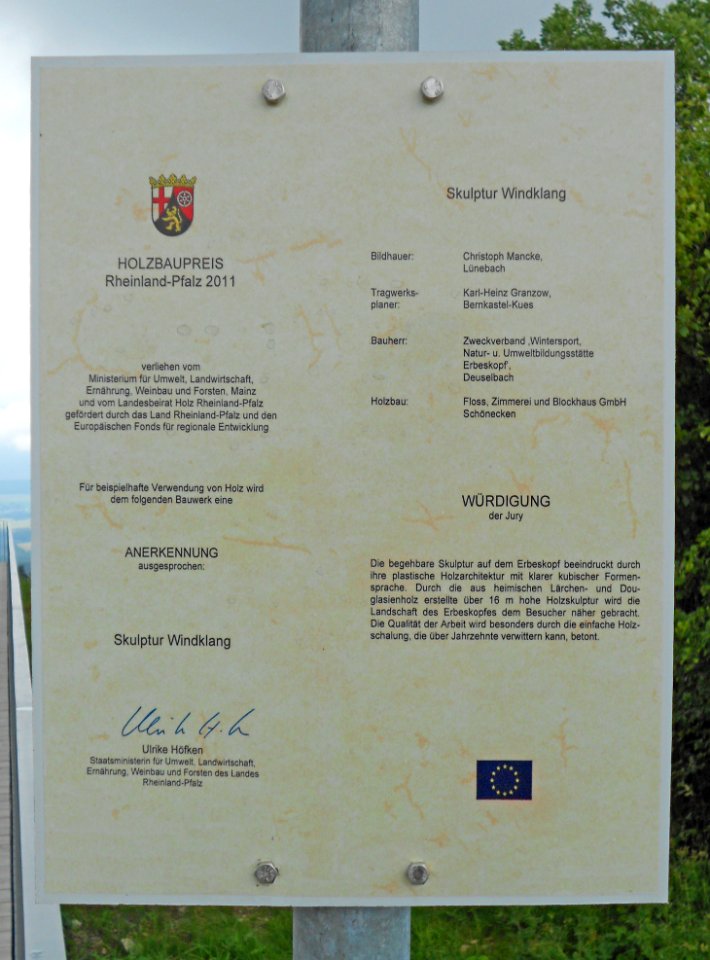 HOLZBAUPREIS
Rheinland-Pfalz 2011
verliehen vom
Ministerium für Umwelt, Landwirtschaft,
Ernährung, Weinbau und Forsten, Mainz
und vom Landesbeirat Holz Rheinland-Pfalz
gefördert durch das Land Rheinland-Pfalz und den
Europäischen Fonds für regionale Entwicklung
Für beispielhafte Verwendung von Holz wird
dem folgenden Bauwerk eine
ANERKENNUNG
ausgesprochen:
Skulptur Windklang
Ulrike Höfken
Staatsministerin für Umwelt, Landwirtschaft,
Ernährung, Weinbau und Forsten des Landes
Rheinland-Pfalz
Skulptur Windklang
Bildhauer: Christoph Mancke,
Lünebach
Tragwerks- Karl-Heinz Granzow,
planer: Bernkastel-Kues
Bauherr: Zweckverband ‚Wintersport,
Natur- u. Umweltbildungsstätte
Erbeskopf‘,
Deuselbach
Holzbau: Floss, Zimmerei und Blockhaus GmbH
Schönecken
WÜRDIGUNG
der Jury
Die begehbare Skulptur auf dem Erbeskopf beeindruckt durch
ihre plastische Holzarchitektur mit klarer kubischer Formen-
sprache. Durch die aus heimischen Lärchen- und Dou-
glasienholz erstellte über 16 m hohe Holzskulptur wird die
Landschaft des Erbeskopfes dem Besucher näher gebracht.
Die Qualität der Arbeit wird besonders durch die einfache Holz-
schalung, die über Jahrzehnte verwittern kann, betont.